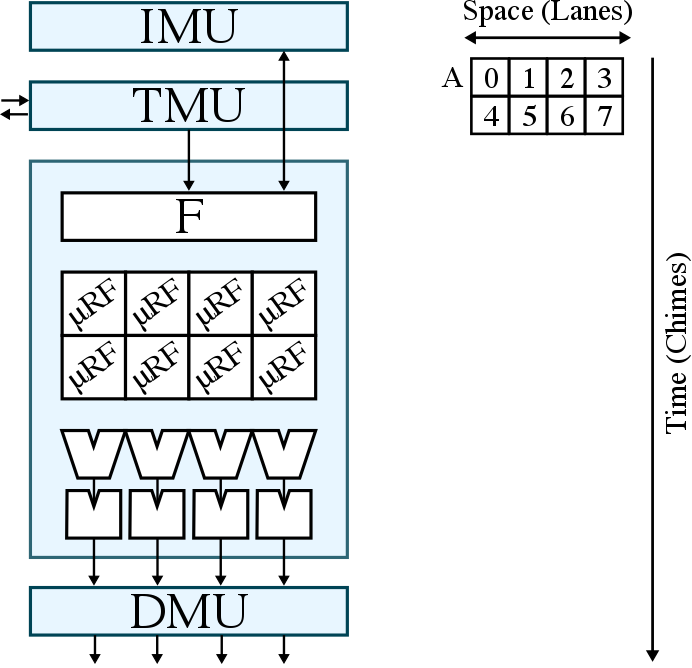 IMU
TMU
F
μRF μRF μRF μRF
μRF μRF μRF μRF
DMU
Space (Lanes)
A 0 1 2 3
4 5 6 7
Time (Chimes)